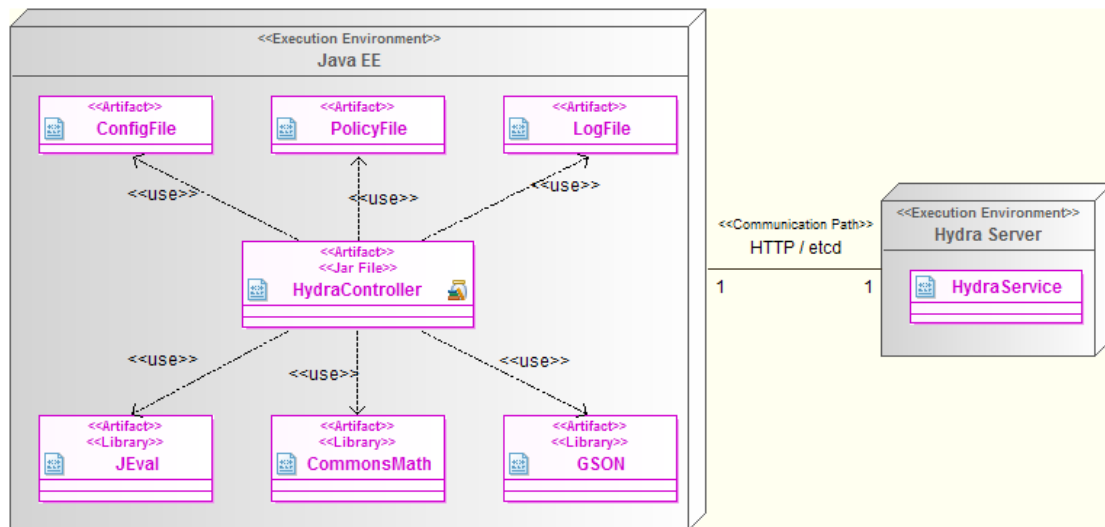 <<Execution Environment>>
Java EE
<<Artifact>>
ConfigFile
<<Artifact>>
PolicyFile
<<Artifact>>
LogFile
<<use>>
<<use>>
<<use>>
<<Artifact>>
<<Jar File>>
HydraController
<<use>>
<<use>>
<<use>>
<<Artifact>>
<<Library>>
JEval
<<Artifact>>
<<Library>>
CommonsMath
<<Artifact>>
<<Library>>
GSON
<<Communication Path>>
HTTP / etcd
1
1
<<Execution Environment>>
Hydra Server
HydraService